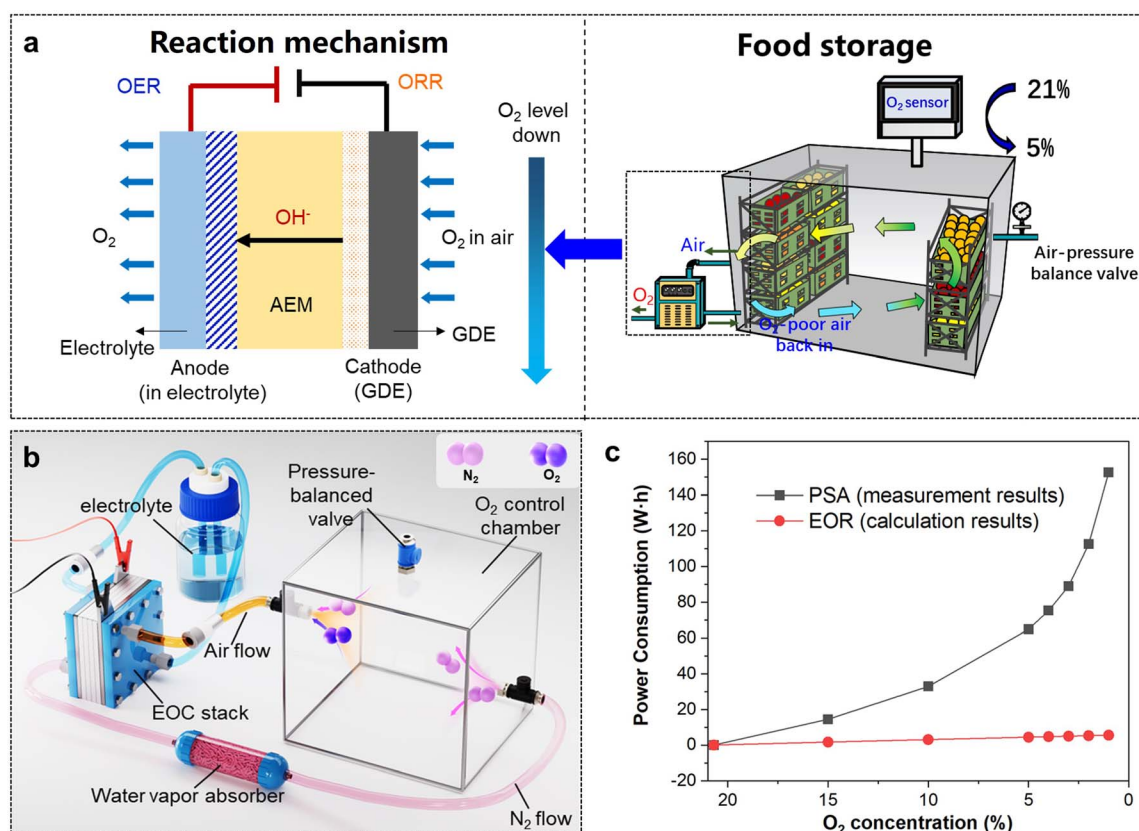 a
Reaction mechanism
OER
ORR
O₂ level
down
O₂
OH⁻
O₂ in air
AEM
Electrolyte
GDE
Anode
(in electrolyte)
Cathode
(GDE)
Food storage
O₂ sensor
21%
5%
Air
O₂
Air-pressure
balance valve
O₂-poor air
back in
b
N₂
O₂
Pressure-
balanced
valve
electrolyte
O₂ control
chamber
Air flow
EOC stack
Water vapor absorber
N₂ flow
c
Power Consumption (W·h)
160
140
120
100
80
60
40
20
0
-20
PSA (measurement results)
EOR (calculation results)
20
15
10
5
0
O₂ concentration (%)